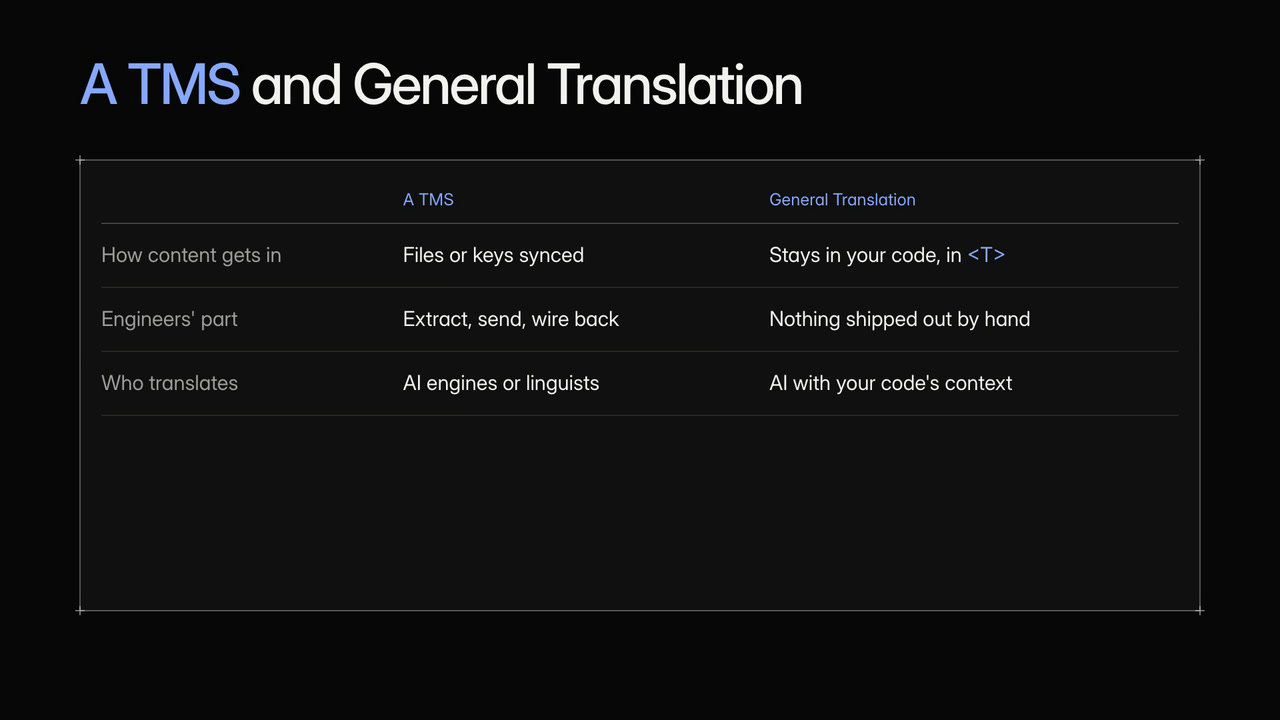 A TMS and General Translation
A TMS General Translation
How content gets in Files or keys synced Stays in your code, in <T>
Engineers' part Extract, send, wire back Nothing shipped out by hand
Who translates AI engines or linguists AI with your code's context